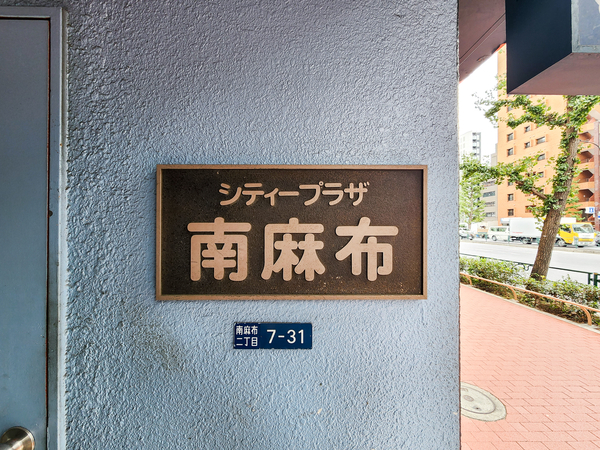 シティープラザ
南麻布
南麻布
二丁目 7-31